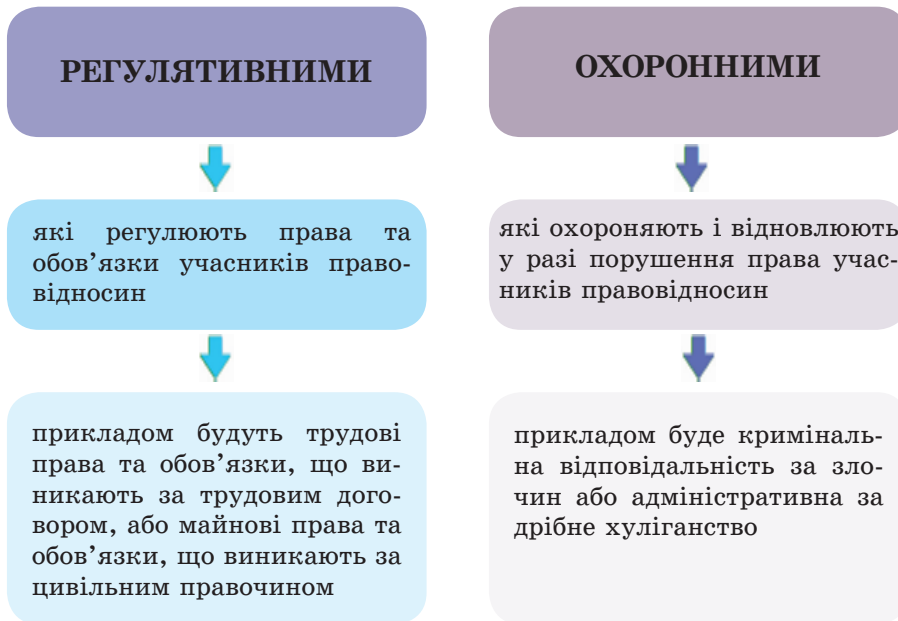 РЕГУЛЯТИВНИМИ
які регулюють права та
обов’язки учасників право-
відносин
прикладом будуть трудові
права та обов’язки, що ви-
никають за трудовим дого-
вором, або майнові права та
обов’язки, що виникають за
цивільним правочином
ОХОРОННИМИ
які охороняють і відновлюють
у разі порушення права учас-
ників правовідносин
прикладом буде криміналь-
на відповідальність за зло-
чин або адміністративна за
дрібне хуліганство